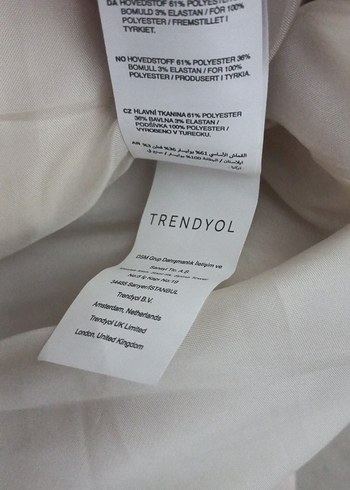 DA HOVEDSTOF 61% POLYESTER
BOMULD 3% ELASTAN / FOR 100%
POLYESTER / FREMSTILLET I
TYRKIET.
NO HOVEDSTOFF 61% POLYESTER 36%
BOMULL 3% ELASTAN / FOR 100%
POLYESTER / PRODUSERT I TYRKIA.
CZ HLAVNÍ TKANINA 61% POLYESTER
36% BAVLNA 3% ELASTAN /
PODŠÍVKA 100% POLYESTER /
VYROBENO V TURECKU.
TRENDYOL
DSM Grup Danışmanlık İletişim ve
34485 Sarıyer/İSTANBUL
Trendyol B.V.
Amsterdam, Netherlands
Trendyol UK Limited
London, United Kingdom